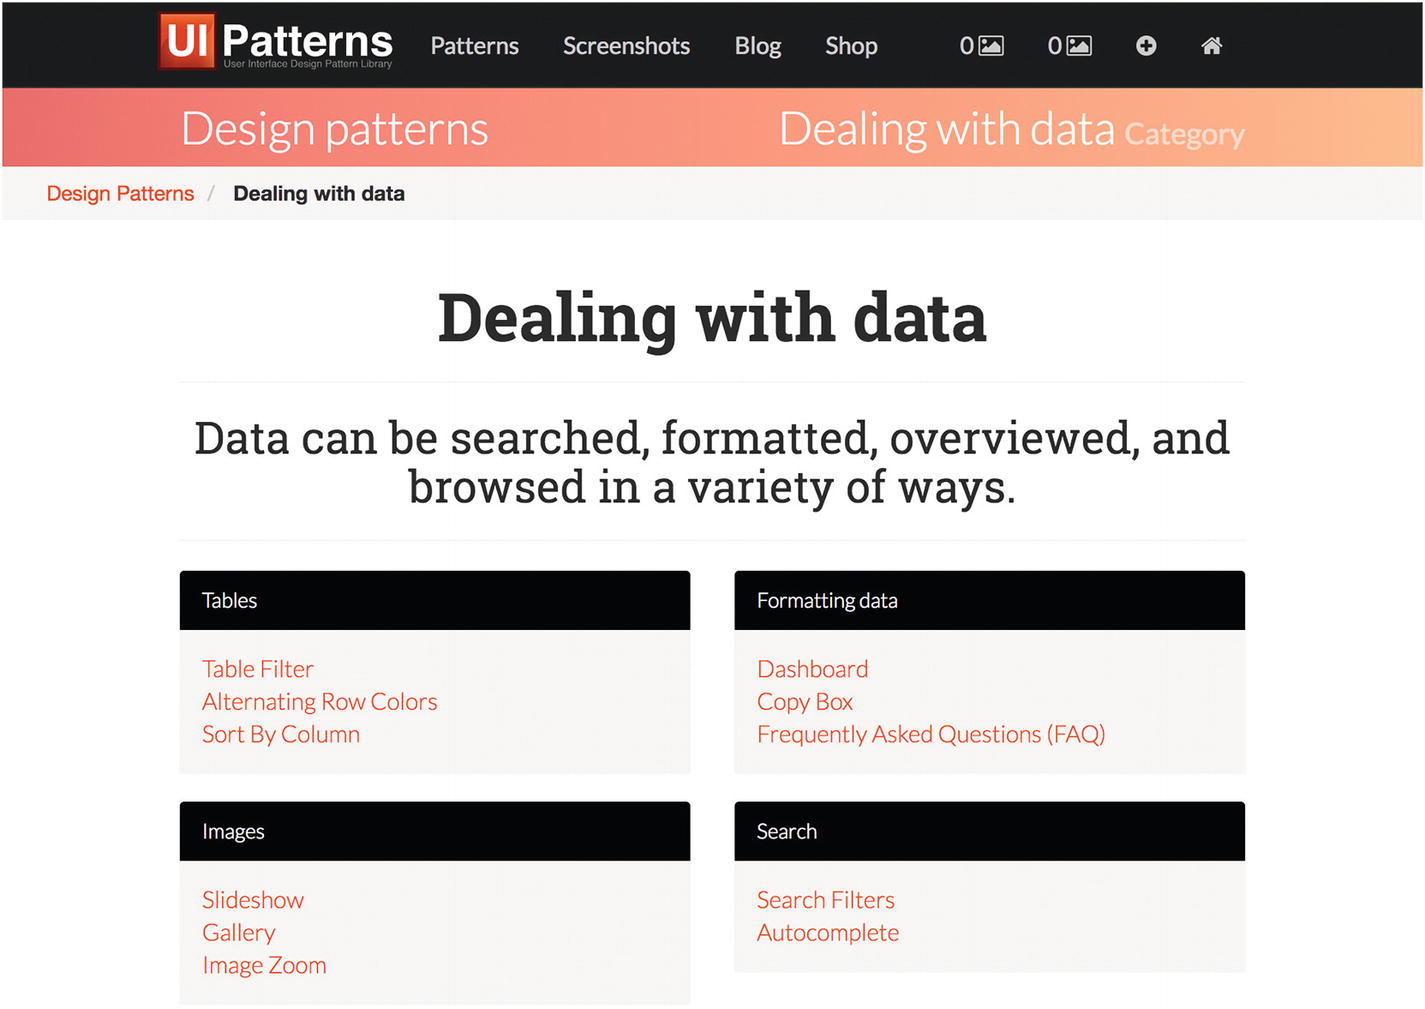 UI Patterns
User Interface Design Pattern Library
Patterns Screenshots Blog Shop 0 0
Design patterns
Dealing with data Category
Design Patterns / Dealing with data
Dealing with data
Data can be searched, formatted, overviewed, and
browsed in a variety of ways.
Tables
Table Filter
Alternating Row Colors
Sort By Column
Formatting data
Dashboard
Copy Box
Frequently Asked Questions (FAQ)
Images
Slideshow
Gallery
Image Zoom
Search
Search Filters
Autocomplete